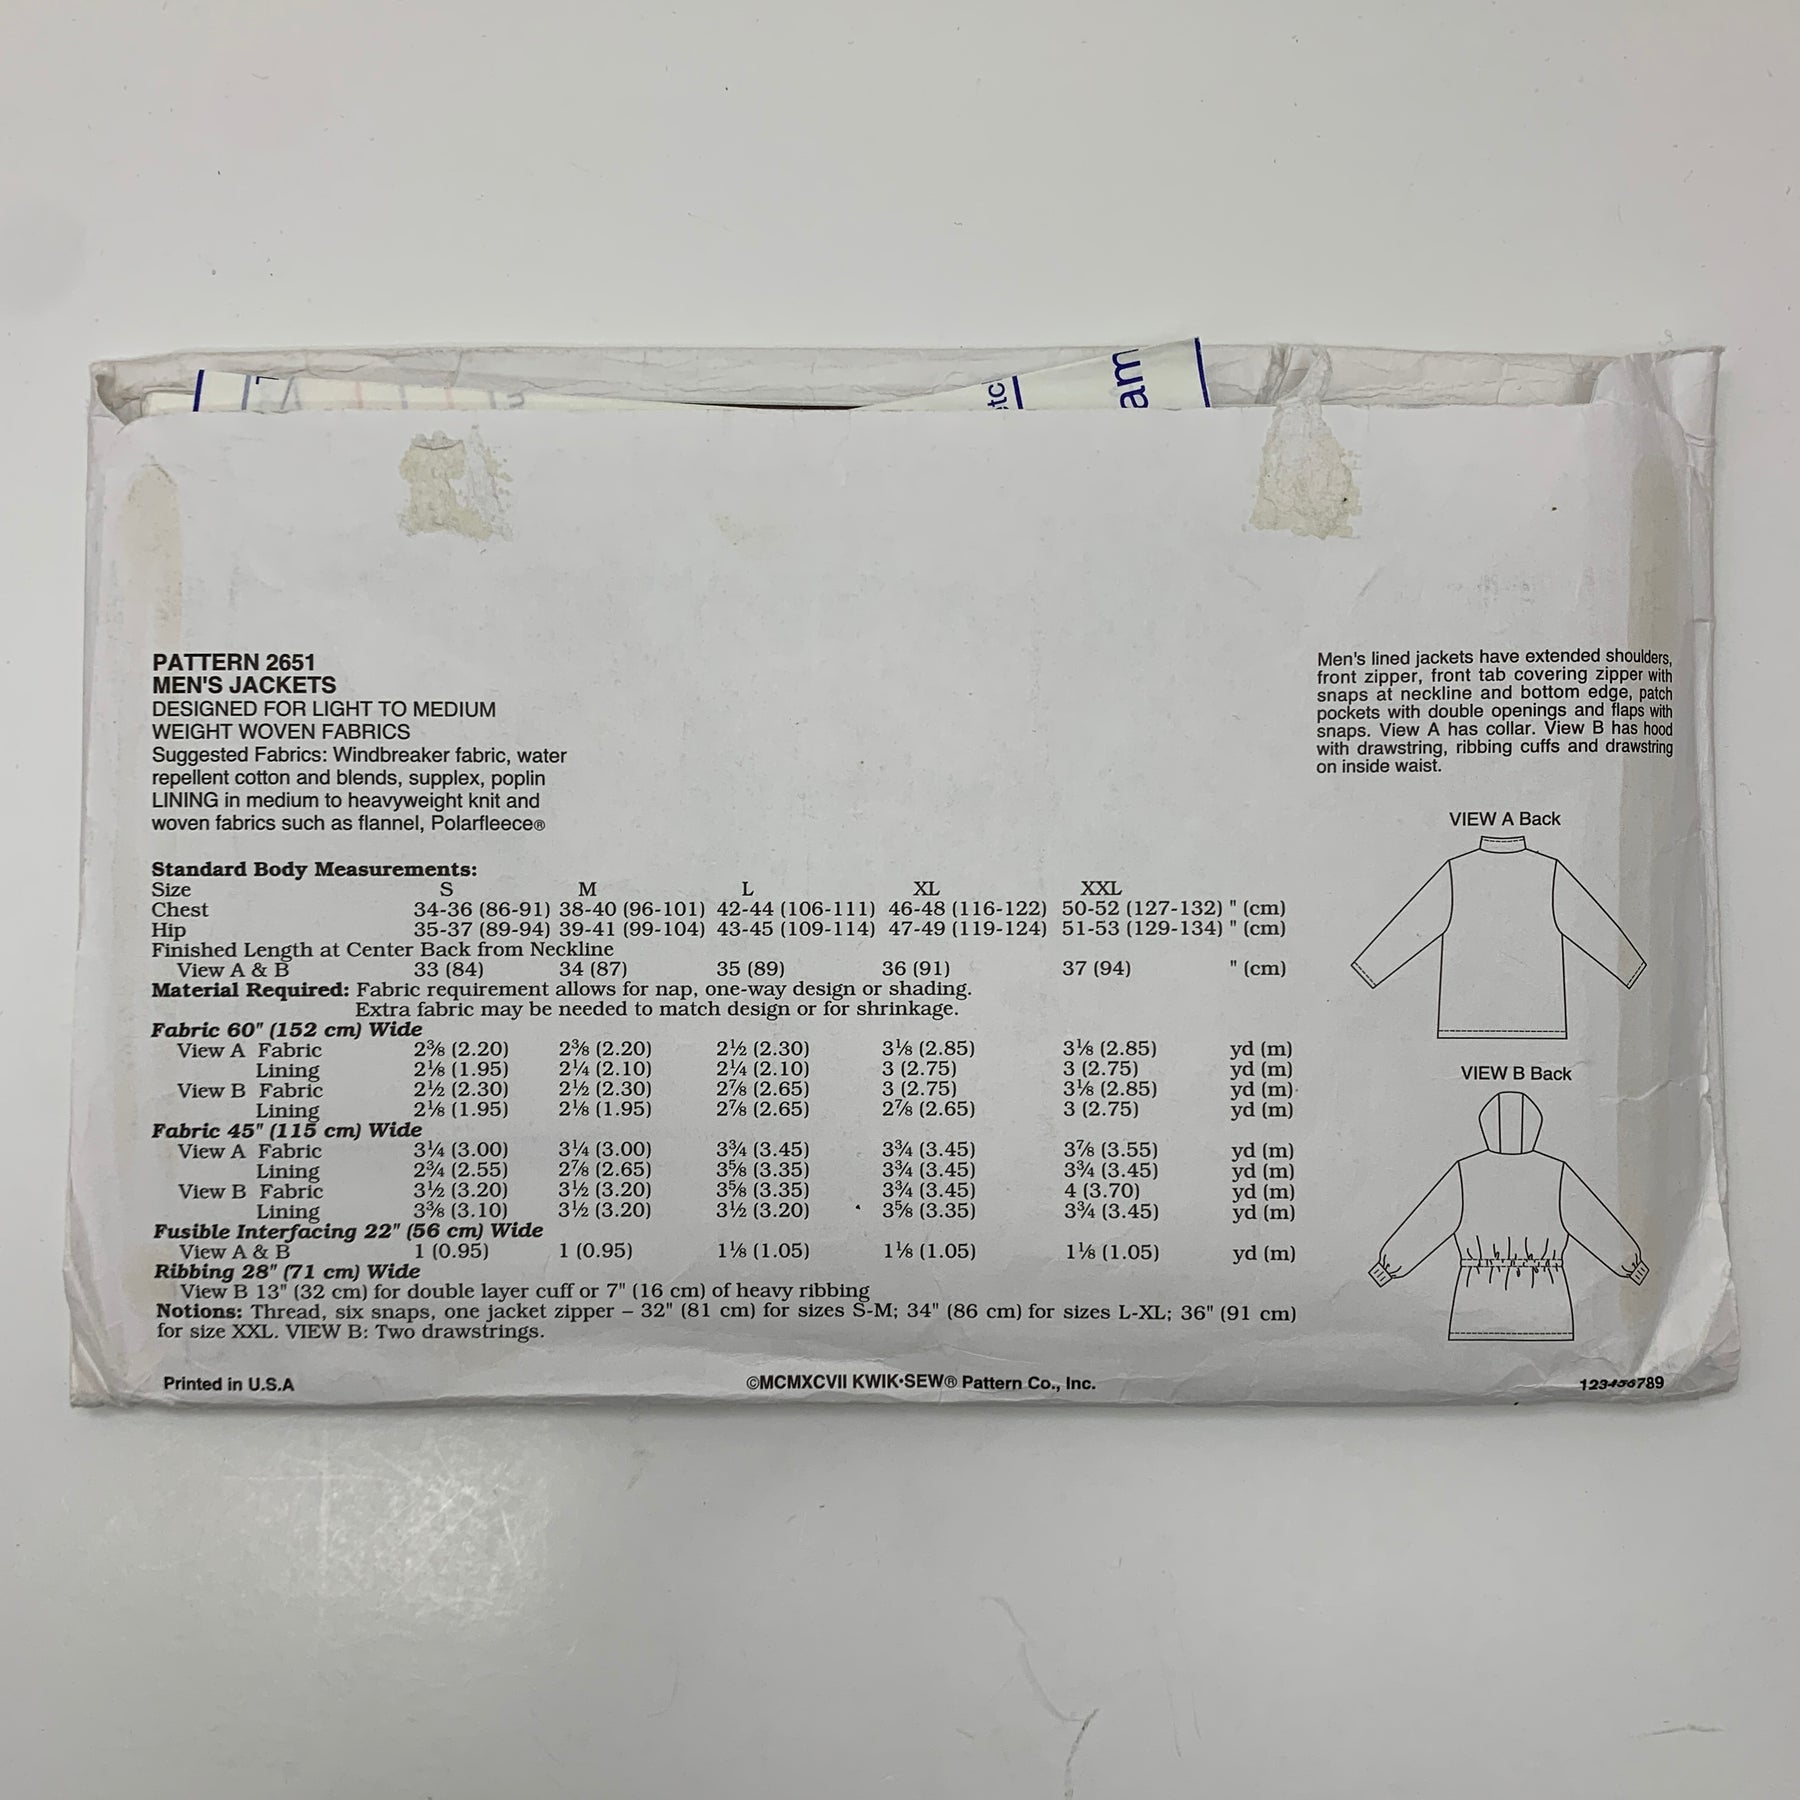 etc
am
PATTERN 2651
MEN'S JACKETS
DESIGNED FOR LIGHT TO MEDIUM
WEIGHT WOVEN FABRICS
Suggested Fabrics: Windbreaker fabric, water
repellent cotton and blends, supplex, poplin
LINING in medium to heavyweight knit and
woven fabrics such as flannel, Polarfleece®
Men's lined jackets have extended shoulders,
front zipper, front tab covering zipper with
snaps at neckline and bottom edge, patch
pockets with double openings and flaps with
snaps. View A has collar. View B has hood
with drawstring, ribbing cuffs and drawstring
on inside waist.
VIEW A Back
VIEW B Back
Standard Body Measurements:
Size S M L XL XXL
Chest 34-36 (86-91) 38-40 (96-101) 42-44 (106-111) 46-48 (116-122) 50-52 (127-132) " (cm)
Hip 35-37 (89-94) 39-41 (99-104) 43-45 (109-114) 47-49 (119-124) 51-53 (129-134) " (cm)
Finished Length at Center Back from Neckline
View A & B 33 (84) 34 (87) 35 (89) 36 (91) 37 (94) " (cm)
Material Required: Fabric requirement allows for nap, one-way design or shading.
Extra fabric may be needed to match design or for shrinkage.
Fabric 60" (152 cm) Wide
View A Fabric 2⅜ (2.20) 2⅜ (2.20) 2½ (2.30) 3⅛ (2.85) 3⅛ (2.85) yd (m)
Lining 2⅛ (1.95) 2¼ (2.10) 2¼ (2.10) 3 (2.75) 3 (2.75) yd (m)
View B Fabric 2½ (2.30) 2½ (2.30) 2⅞ (2.65) 3 (2.75) 3⅛ (2.85) yd (m)
Lining 2⅛ (1.95) 2⅛ (1.95) 2⅞ (2.65) 2⅞ (2.65) 3 (2.75) yd (m)
Fabric 45" (115 cm) Wide
View A Fabric 3¼ (3.00) 3¼ (3.00) 3¾ (3.45) 3¾ (3.45) 3⅞ (3.55) yd (m)
Lining 2¾ (2.55) 2⅞ (2.65) 3⅝ (3.35) 3¾ (3.45) 3¾ (3.45) yd (m)
View B Fabric 3½ (3.20) 3½ (3.20) 3⅝ (3.35) 3¾ (3.45) 4 (3.70) yd (m)
Lining 3⅜ (3.10) 3½ (3.20) 3½ (3.20) 3⅝ (3.35) 3¾ (3.45) yd (m)
Fusible Interfacing 22" (56 cm) Wide
View A & B 1 (0.95) 1 (0.95) 1⅛ (1.05) 1⅛ (1.05) 1⅛ (1.05) yd (m)
Ribbing 28" (71 cm) Wide
View B 13" (32 cm) for double layer cuff or 7" (16 cm) of heavy ribbing
Notions: Thread, six snaps, one jacket zipper – 32" (81 cm) for sizes S-M; 34" (86 cm) for sizes L-XL; 36" (91 cm)
for size XXL. VIEW B: Two drawstrings.
Printed in U.S.A
©MCMXCVII KWIK•SEW® Pattern Co., Inc.
123456789